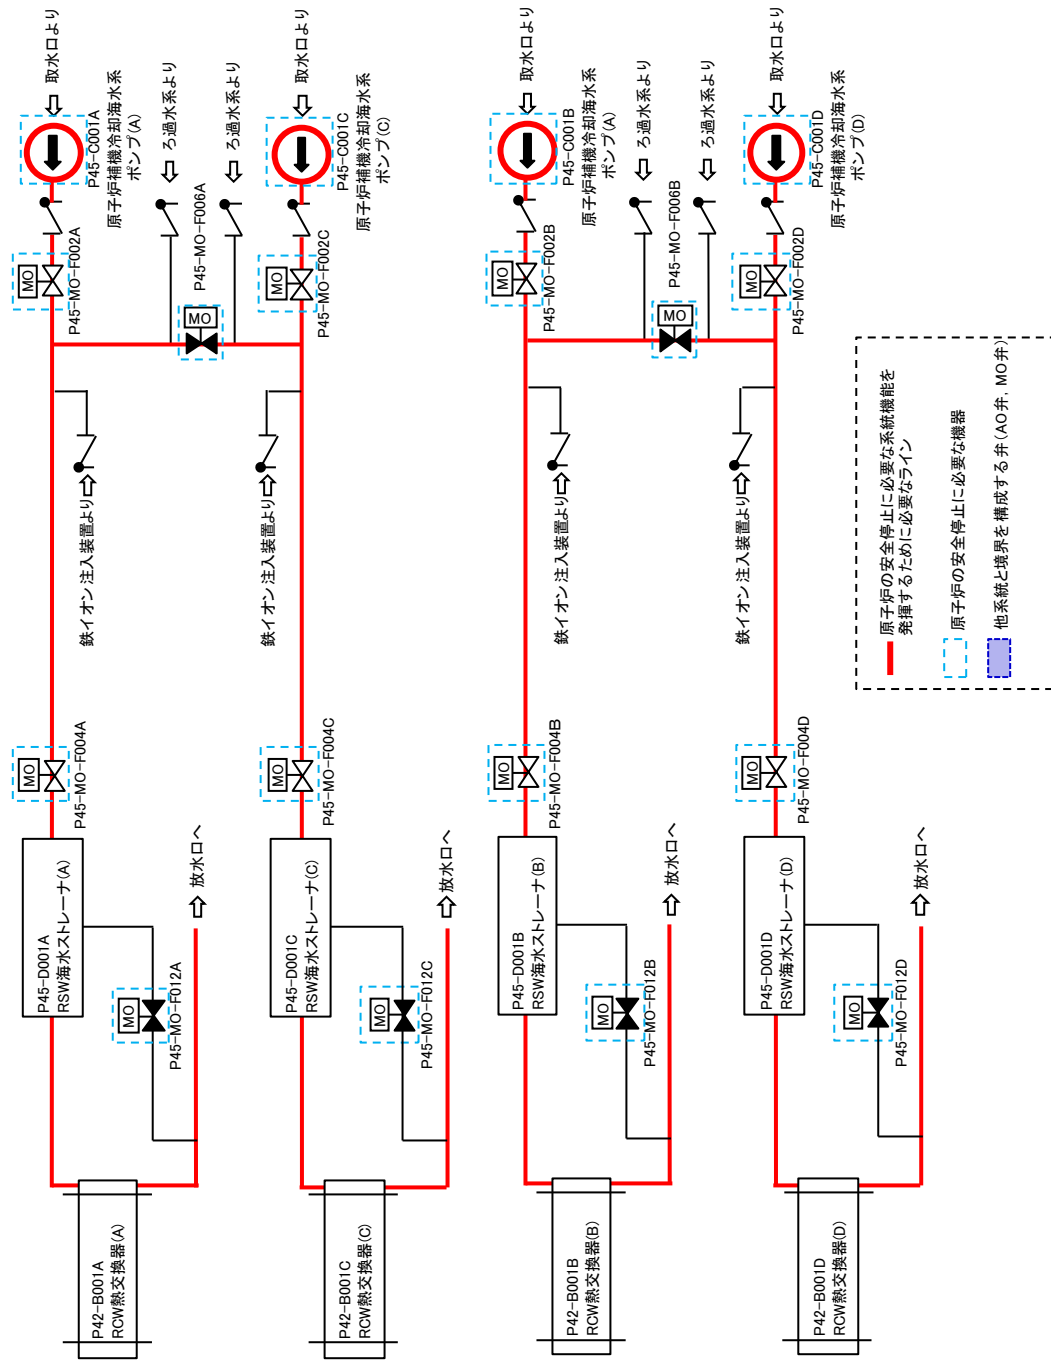 取水口より
P45-C001A
原子炉補機冷却海水系
ポンプ(A)
MO
P45-MO-F002A
ろ過水系より
ろ過水系より
P45-MO-F006A
MO
取水口より
P45-C001C
原子炉補機冷却海水系
ポンプ(C)
MO
P45-MO-F002C
鉄イオン注入装置より
鉄イオン注入装置より
MO
P45-MO-F004A
MO
P45-MO-F004C
P45-D001A
RSW海水ストレーナ(A)
放水口へ
MO
P45-MO-F012A
P45-D001C
RSW海水ストレーナ(C)
放水口へ
MO
P45-MO-F012C
P42-B001A
RCW熱交換器(A)
P42-B001C
RCW熱交換器(C)
取水口より
P45-C001B
原子炉補機冷却海水系
ポンプ(A)
MO
P45-MO-F002B
ろ過水系より
ろ過水系より
P45-MO-F006B
MO
取水口より
P45-C001D
原子炉補機冷却海水系
ポンプ(D)
MO
P45-MO-F002D
鉄イオン注入装置より
鉄イオン注入装置より
MO
P45-MO-F004B
MO
P45-MO-F004D
P45-D001B
RSW海水ストレーナ(B)
放水口へ
MO
P45-MO-F012B
P45-D001D
RSW海水ストレーナ(D)
放水口へ
MO
P45-MO-F012D
P42-B001B
RCW熱交換器(B)
P42-B001D
RCW熱交換器(D)
原子炉の安全停止に必要な系統機能を
発揮するために必要なライン
原子炉の安全停止に必要な機器
他系統と境界を構成する弁(AO弁, MO弁)